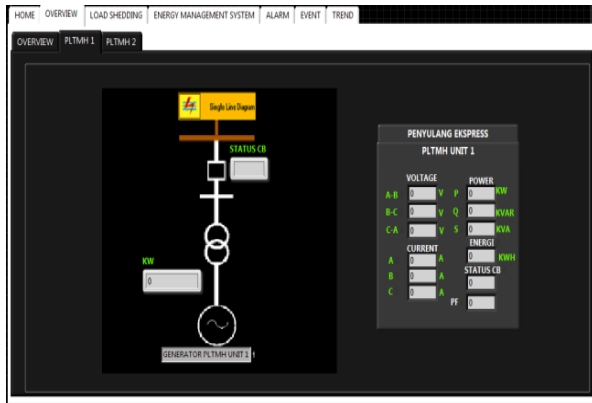 HOME OVERVIEW LOAD SHEDDING ENERGY MANAGEMENT SYSTEM ALARM EVENT TREND
OVERVIEW PLTMH 1 PLTMH 2
Single Line Diagram
STATUS CB
KW
0
GENERATOR PLTMH UNIT 1
PENYULANG EKSPRESS
PLTMH UNIT 1
VOLTAGE POWER
A-B 0 V P 0 KW
B-C 0 V Q 0 KVAR
C-A 0 V S 0 KVA
CURRENT ENERGI
A 0 A 0 KWH
STATUS CB
B 0 A 0
C 0 A PF 0